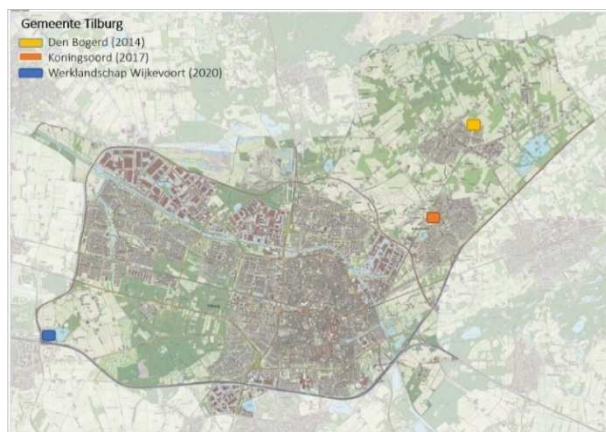 Gemeente Tilburg
Den Bogerd (2014)
Koningsoord (2017)
Werklandschap Wijkevoort (2020)